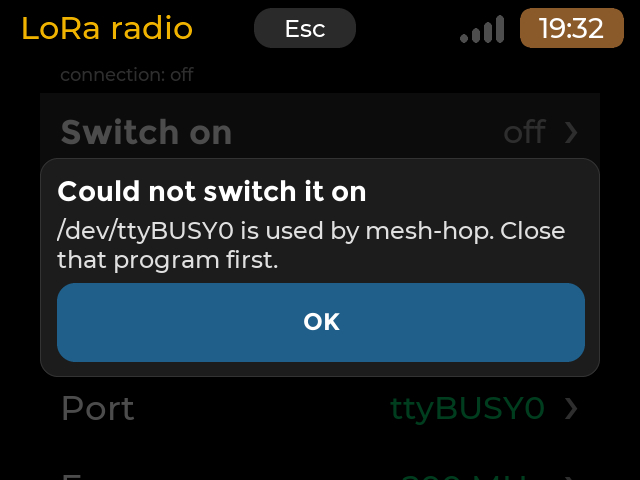 LoRa radio
Esc
19:32
connection: off
Switch on
off
Could not switch it on
/dev/ttyBUSY0 is used by mesh-hop. Close
that program first.
OK
Port
ttyBUSY0